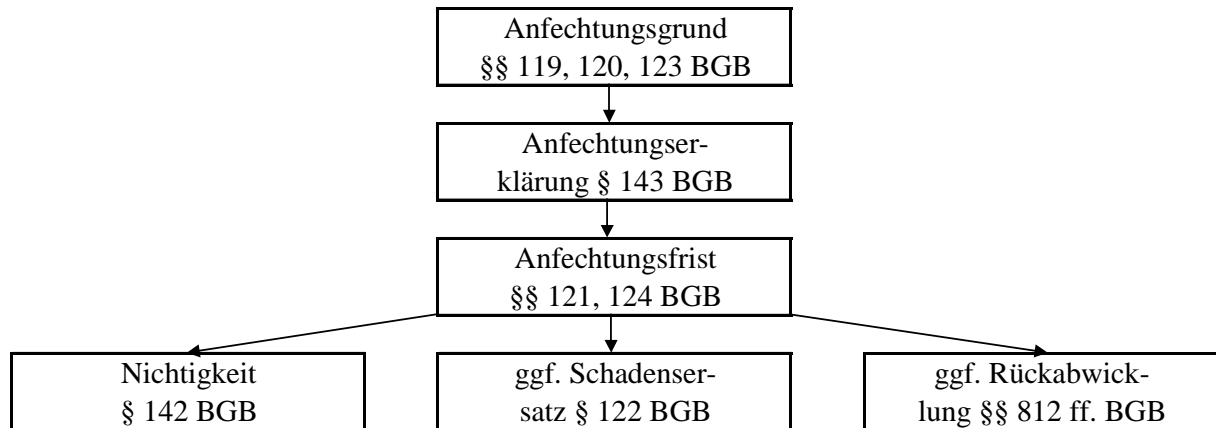 Anfechtungsgrund
§§ 119, 120, 123 BGB
Anfechtungser-
klärung § 143 BGB
Anfechtungsfrist
§§ 121, 124 BGB
Nichtigkeit
§ 142 BGB
ggf. Schadenser-
satz § 122 BGB
ggf. Rückabwick-
lung §§ 812 ff. BGB